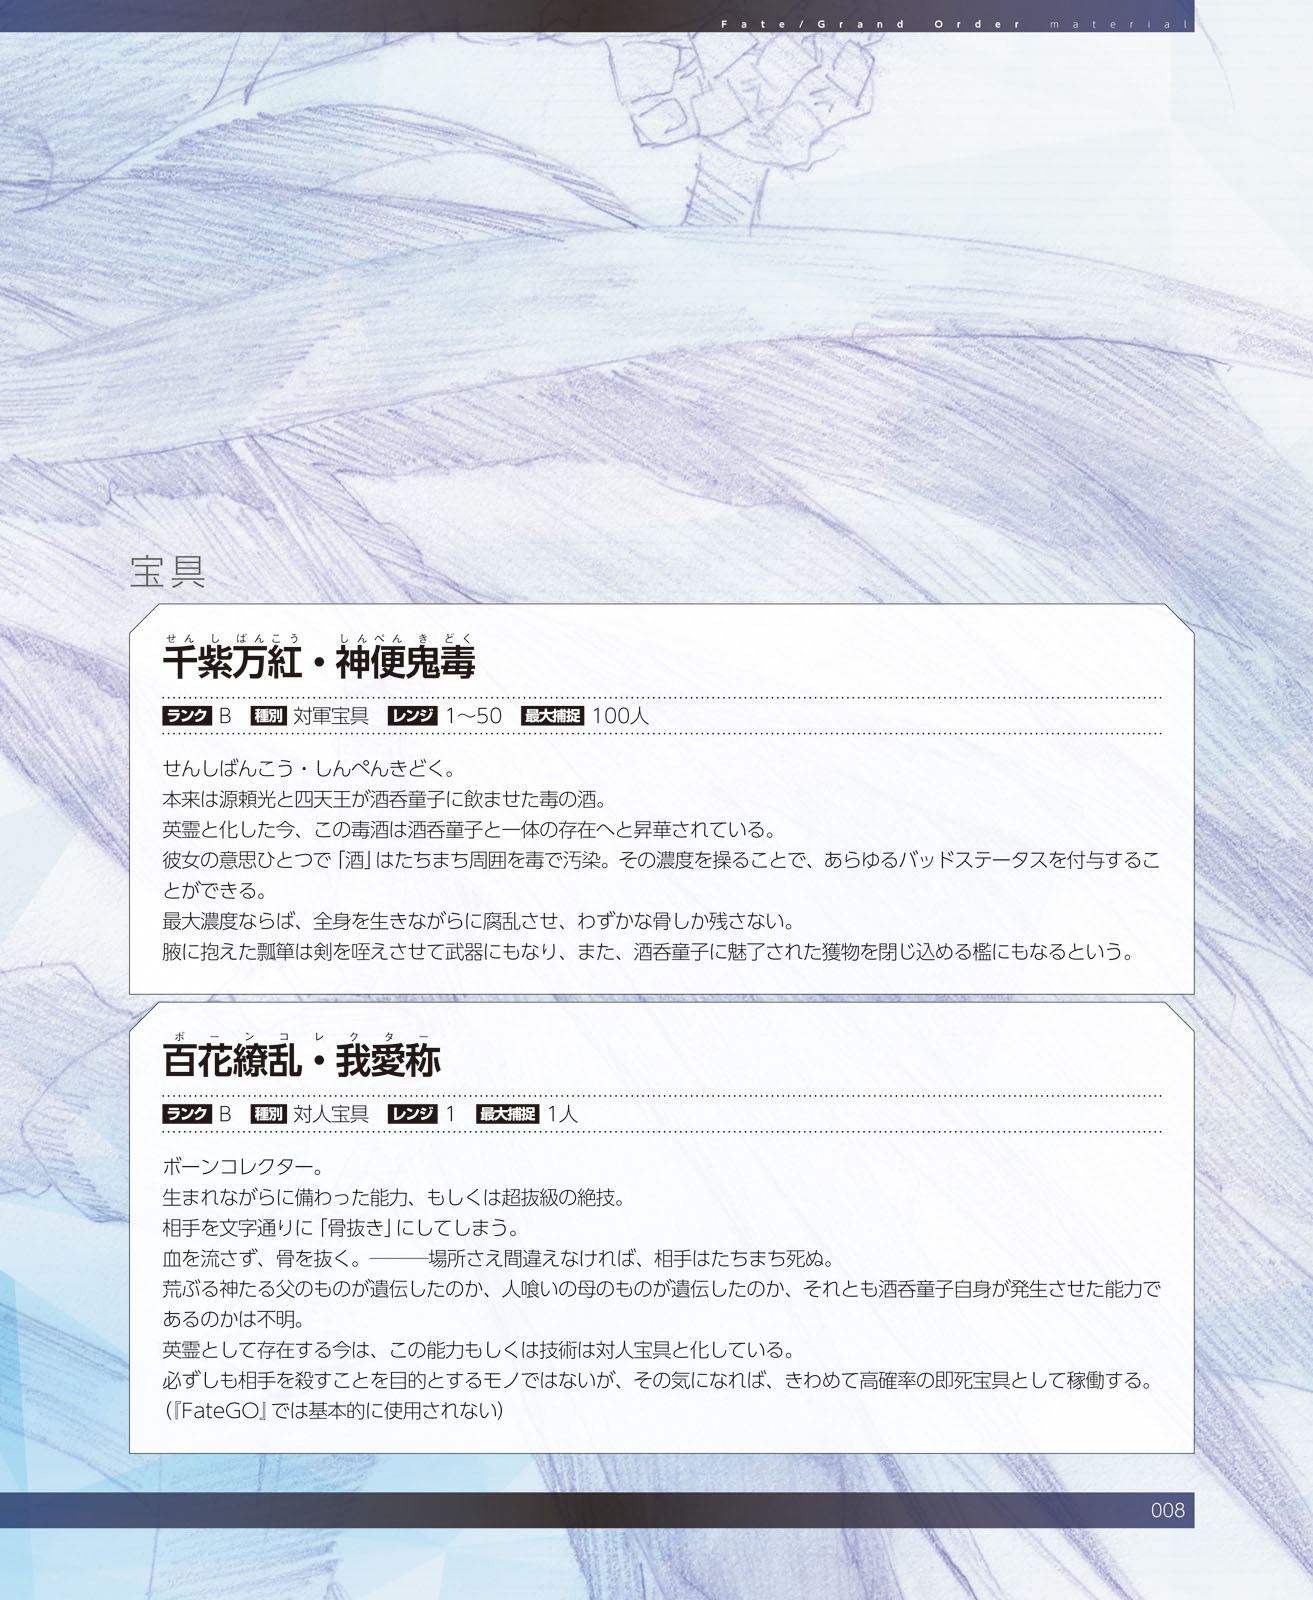 Fate/Grand Order material
宝具
せんしばんこう しんぺんきどく
千紫万紅・神便鬼毒
ランク B 種別 対軍宝具 レンジ 1～50 最大捕捉 100人
せんしばんこう・しんぺんきどく。
本来は源頼光と四天王が酒呑童子に飲ませた毒の酒。
英霊と化した今、この毒酒は酒呑童子と一体の存在へと昇華されている。
彼女の意思ひとつで「酒」はたちまち周囲を毒で汚染。その濃度を操ることで、あらゆるバッドステータスを付与するこ
とができる。
最大濃度ならば、全身を生きながらに腐乱させ、わずかな骨しか残さない。
腋に抱えた瓢箪は剣を咥えさせて武器にもなり、また、酒呑童子に魅了された獲物を閉じ込める檻にもなるという。
ボーンコレクター
百花繚乱・我愛称
ランク B 種別 対人宝具 レンジ 1 最大捕捉 1人
ボーンコレクター。
生まれながらに備わった能力、もしくは超抜級の絶技。
相手を文字通りに「骨抜き」にしてしまう。
血を流さず、骨を抜く。―――場所さえ間違えなければ、相手はたちまち死ぬ。
荒ぶる神たる父のものが遺伝したのか、人喰いの母のものが遺伝したのか、それとも酒呑童子自身が発生させた能力で
あるのかは不明。
英霊として存在する今は、この能力もしくは技術は対人宝具と化している。
必ずしも相手を殺すことを目的とするモノではないが、その気になれば、きわめて高確率の即死宝具として稼働する。
（『FateGO』では基本的に使用されない）
008